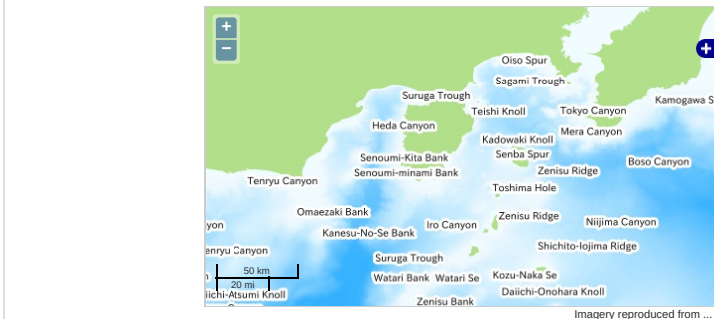 +
−
+
Oiso Spur
Sagami Trough
Suruga Trough
Kamogawa S
Teishi Knoll
Tokyo Canyon
Heda Canyon
Mera Canyon
Kadowaki Knoll
Senba Spur
Senoumi-Kita Bank
Boso Canyon
Senoumi-minami Bank
Zenisu Ridge
Tenryu Canyon
Toshima Hole
Omaezaki Bank
Zenisu Ridge
yon
Iro Canyon
Niijima Canyon
Kanesu-No-Se Bank
Shichito-Iojima Ridge
enryu Canyon
Suruga Trough
50 km
Watari Bank
Watari Se
Kozu-Naka Se
20 mi
iichi-Atsumi Knoll
Daiichi-Onohara Knoll
Zenisu Bank
Imagery reproduced from ...